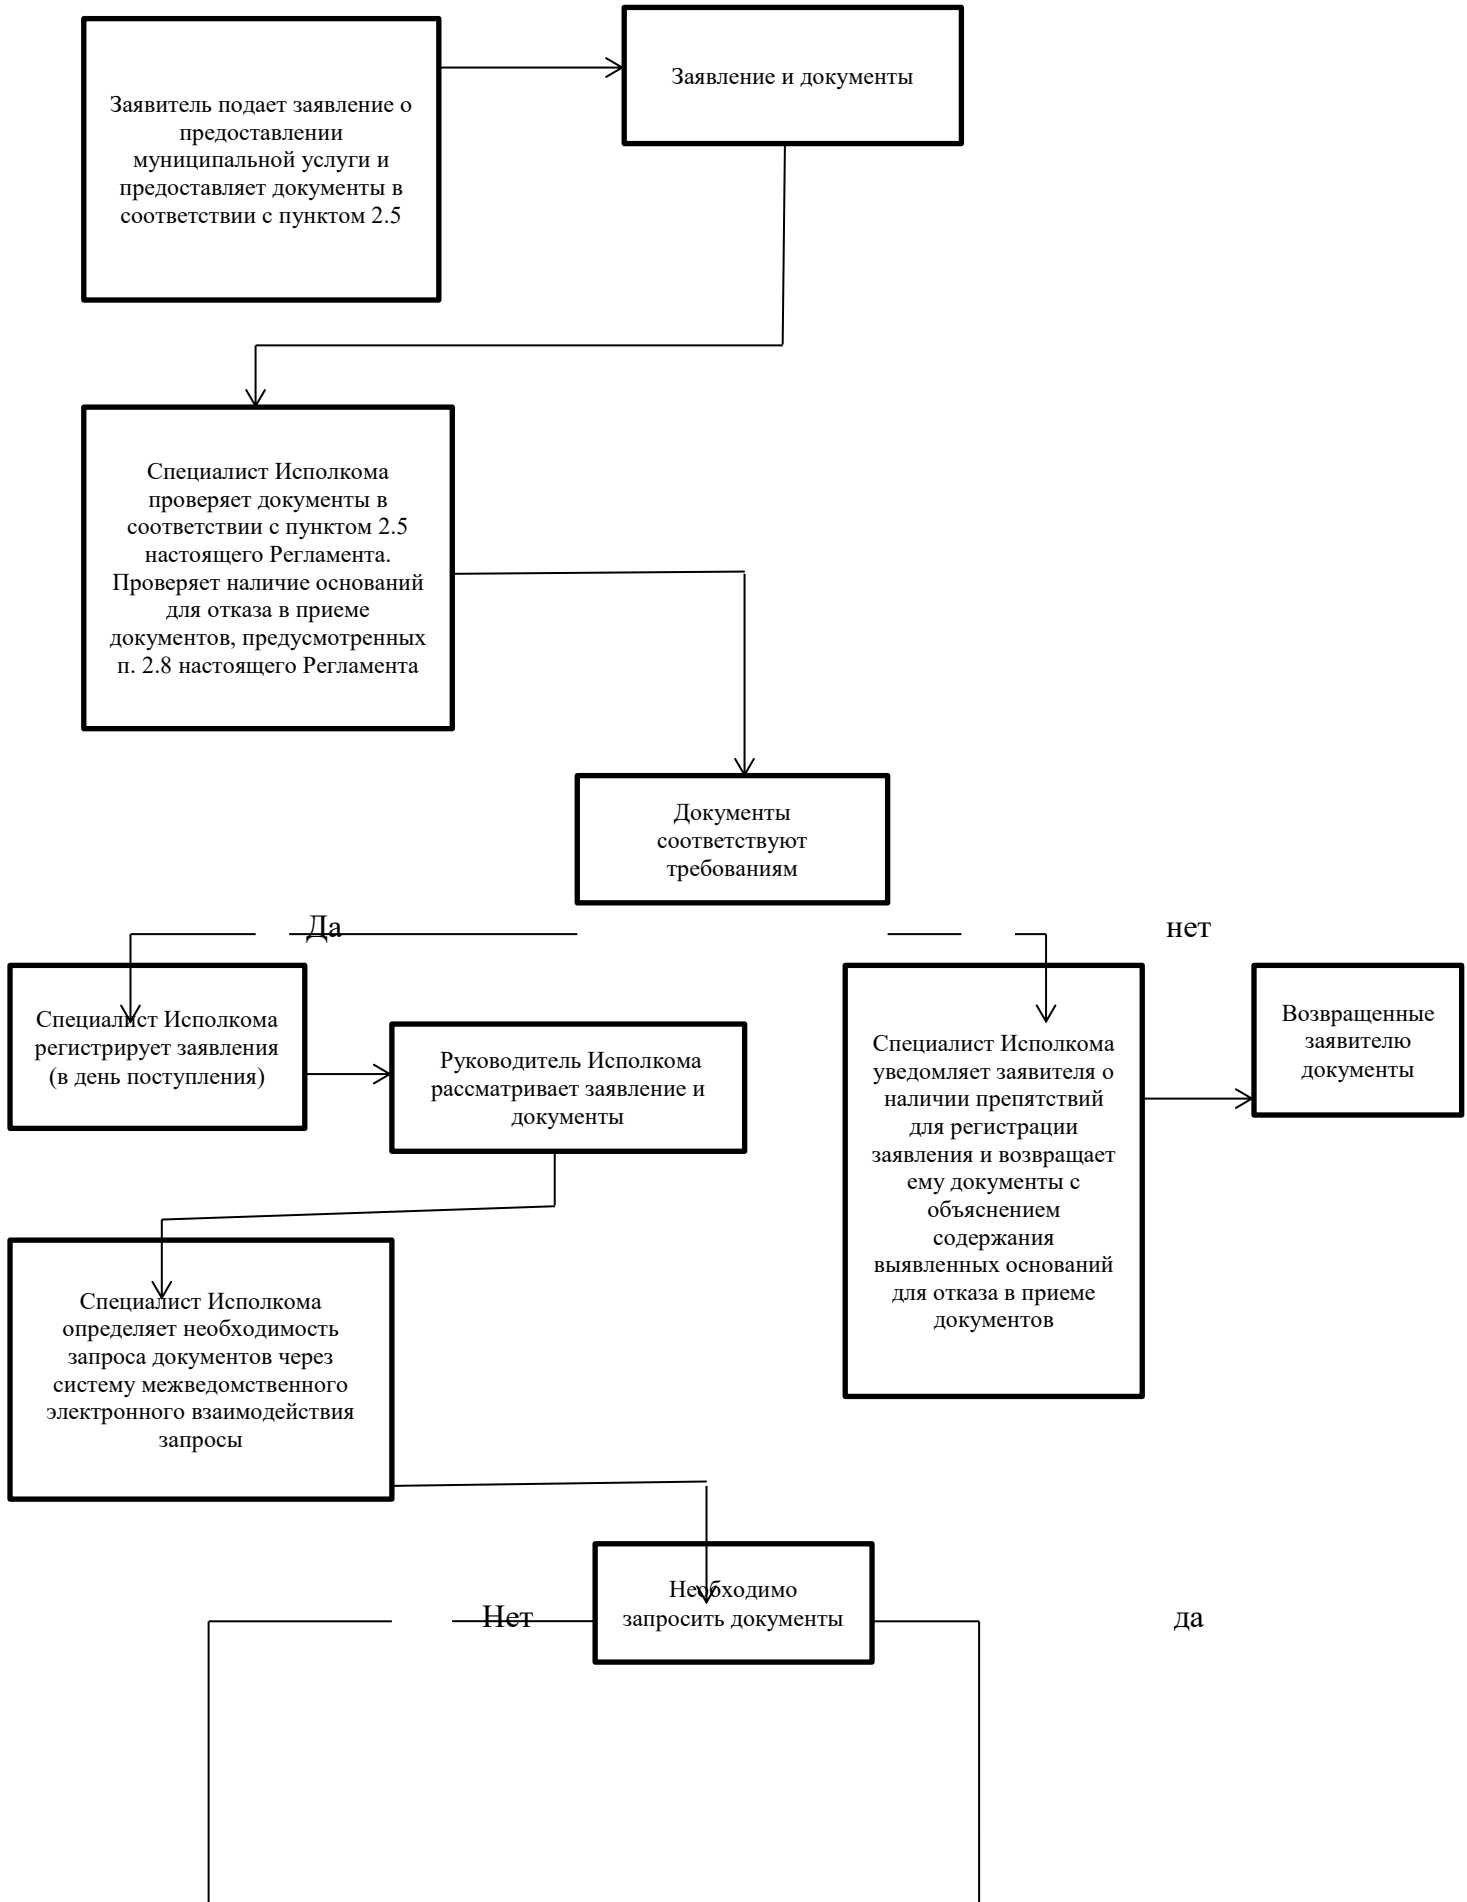 Заявитель подает заявление о
предоставлении
муниципальной услуги и
предоставляет документы в
соответствии с пунктом 2.5
Заявление и документы
Специалист Исполкома
проверяет документы в
соответствии с пунктом 2.5
настоящего Регламента.
Проверяет наличие оснований
для отказа в приеме
документов, предусмотренных
п. 2.8 настоящего Регламента
Документы
соответствуют
требованиям
Да
нет
Специалист Исполкома
регистрирует заявления
(в день поступления)
Руководитель Исполкома
рассматривает заявление и
документы
Специалист Исполкома
уведомляет заявителя о
наличии препятствий
для регистрации
заявления и возвращает
ему документы с
объяснением
содержания
выявленных оснований
для отказа в приеме
документов
Возвращенные
заявителю
документы
Специалист Исполкома
определяет необходимость
запроса документов через
систему межведомственного
электронного взаимодействия
запросы
Необходимо
запросить документы
Нет
да